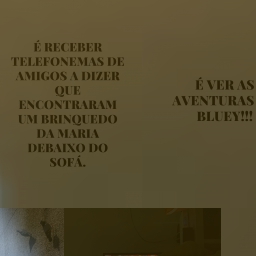 É RECEBER
TELEFONEMAS DE
AMIGOS A DIZER
QUE
ENCONTRARAM
UM BRINQUEDO
DA MARIA
DEBAIXO DO
SOFÁ.
É VER AS
AVENTURAS
BLUEY!!!